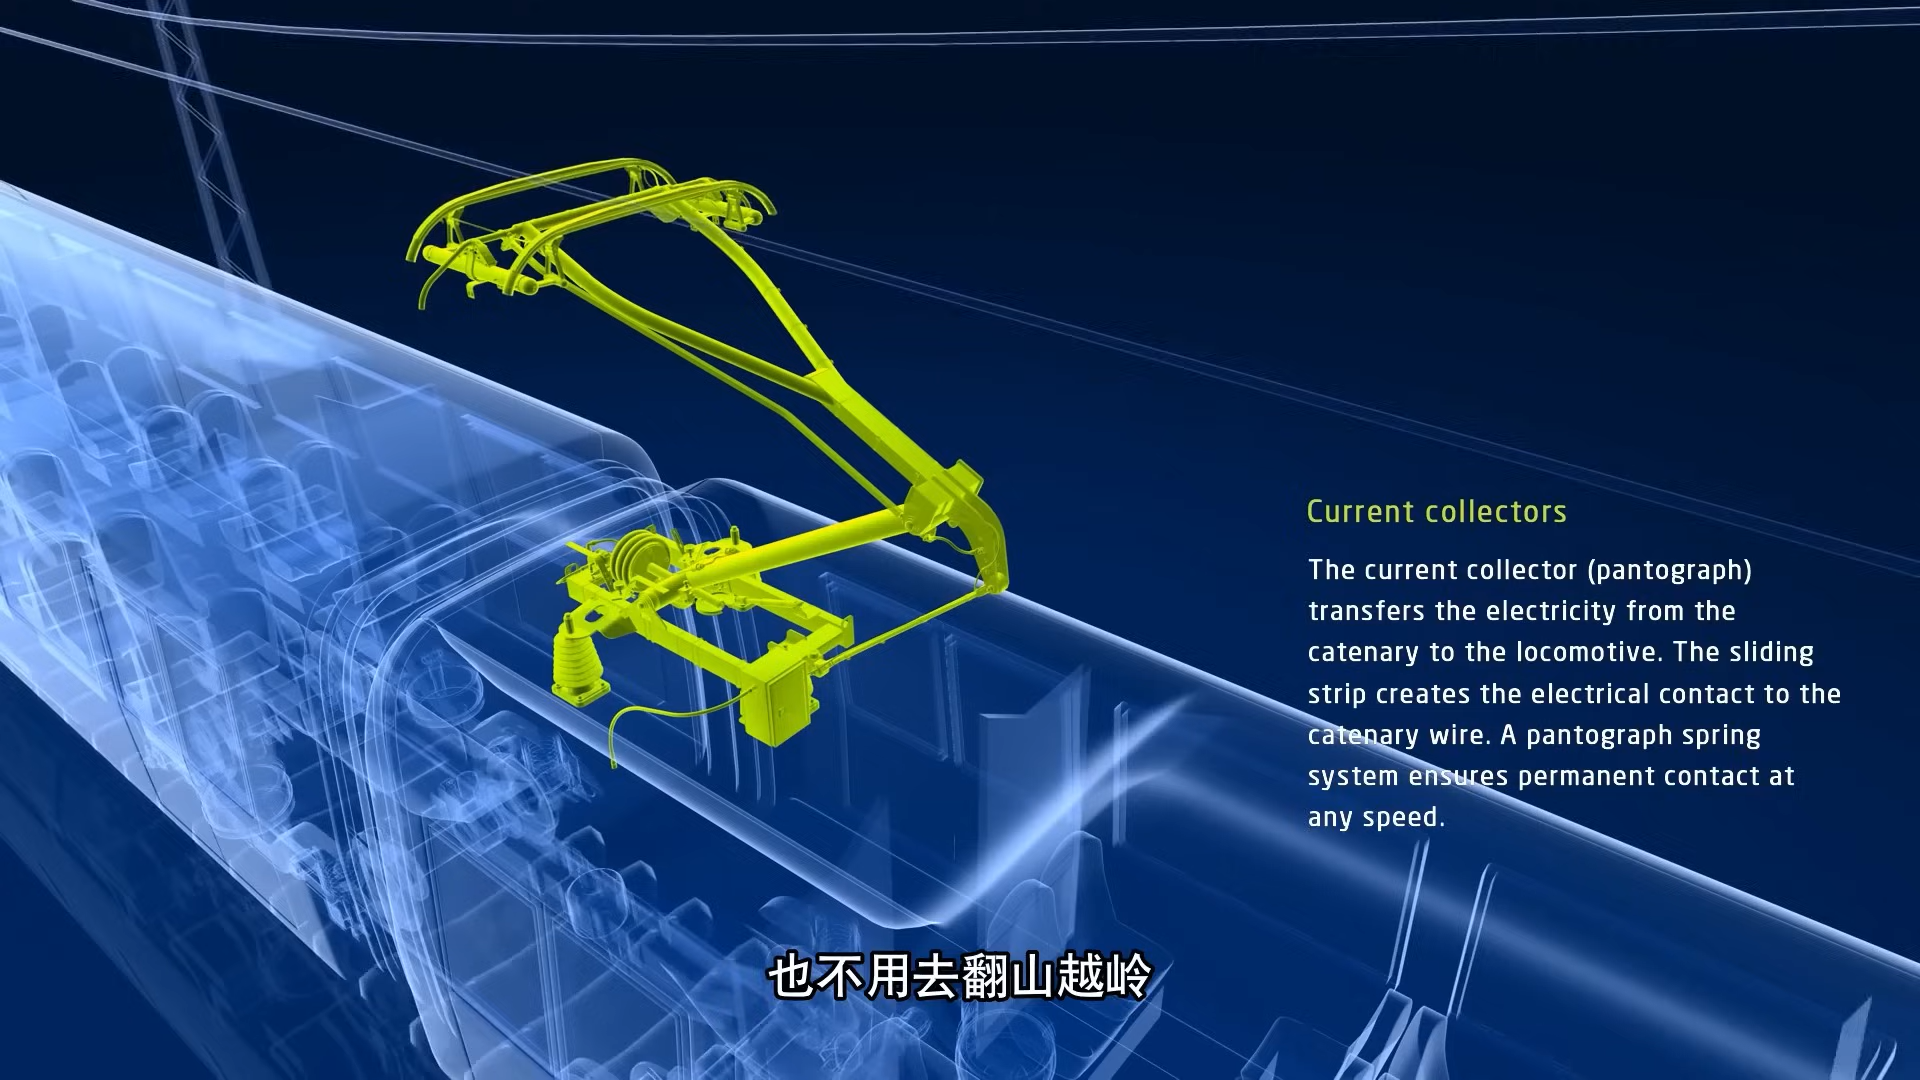 Current collectors
The current collector (pantograph)
transfers the electricity from the
catenary to the locomotive. The sliding
strip creates the electrical contact to the
catenary wire. A pantograph spring
system ensures permanent contact at
any speed.
也不用去翻山越岭